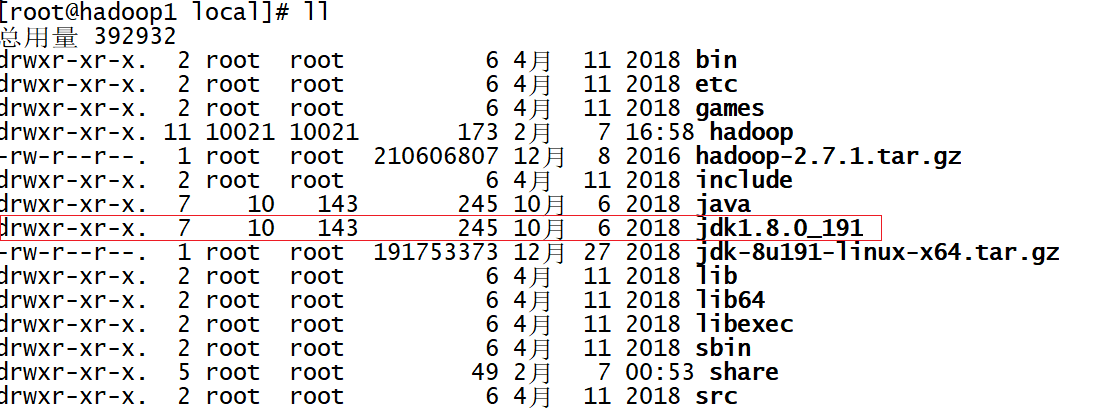 [root@hadoop1 local]# ll
总用量 392932
drwxr-xr-x.  2 root  root          6 4月  11 2018 bin
drwxr-xr-x.  2 root  root          6 4月  11 2018 etc
drwxr-xr-x.  2 root  root          6 4月  11 2018 games
drwxr-xr-x. 11 10021 10021       173 2月   7 16:58 hadoop
-rw-r--r--.  1 root  root  210606807 12月  8 2016 hadoop-2.7.1.tar.gz
drwxr-xr-x.  2 root  root          6 4月  11 2018 include
drwxr-xr-x.  7    10   143       245 10月  6 2018 java
drwxr-xr-x.  7    10   143       245 10月  6 2018 jdk1.8.0_191
-rw-r--r--.  1 root  root  191753373 12月 27 2018 jdk-8u191-linux-x64.tar.gz
drwxr-xr-x.  2 root  root          6 4月  11 2018 lib
drwxr-xr-x.  2 root  root          6 4月  11 2018 lib64
drwxr-xr-x.  2 root  root          6 4月  11 2018 libexec
drwxr-xr-x.  2 root  root          6 4月  11 2018 sbin
drwxr-xr-x.  5 root  root         49 2月   7 00:53 share
drwxr-xr-x.  2 root  root          6 4月  11 2018 src